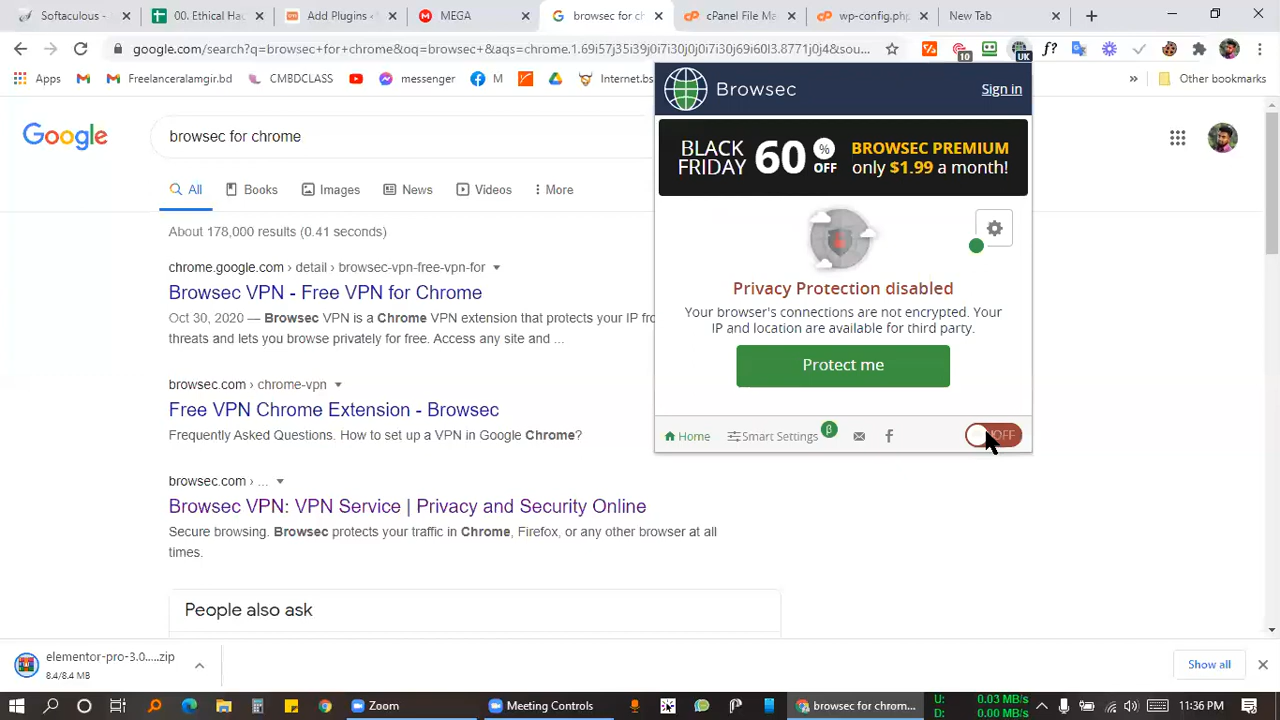 Softaculous -
00. Ethical Ha
Add Plugins ‹
MEGA
browsec for ch
cPanel File Ma
wp-config.php
New Tab
google.com/search?q=browsec+for+chrome&oq=browsec+&aqs=chrome.1.69i57j35i39j0i7i30j0j0i7i30j69i60l3.8771j0j4&sou...
10
UK
f?
Apps
Freelanceralamgir.bd
CMBDCLASS
messenger
M
Internet.bs
»
Other bookmarks
Browsec
Sign in
BLACK FRIDAY 60 % OFF
BROWSEC PREMIUM
only $1.99 a month!
Google
browsec for chrome
All
Books
Images
News
Videos
More
About 178,000 results (0.41 seconds)
chrome.google.com › detail › browsec-vpn-free-vpn-for
Browsec VPN - Free VPN for Chrome
Oct 30, 2020 — Browsec VPN is a Chrome VPN extension that protects your IP fro
threats and lets you browse privately for free. Access any site and ...
browsec.com › chrome-vpn
Free VPN Chrome Extension - Browsec
Frequently Asked Questions. How to set up a VPN in Google Chrome?
browsec.com › ...
Browsec VPN: VPN Service | Privacy and Security Online
Secure browsing. Browsec protects your traffic in Chrome, Firefox, or any other browser at all
times.
People also ask
Privacy Protection disabled
Your browser's connections are not encrypted. Your
IP and location are available for third party.
Protect me
Home
Smart Settings
β
OFF
elementor-pro-3.0.....zip
8.4/8.4 MB
Show all
Zoom
Meeting Controls
browsec for chrom...
U: 0.03 MB/s
D: 0.00 MB/s
11:36 PM